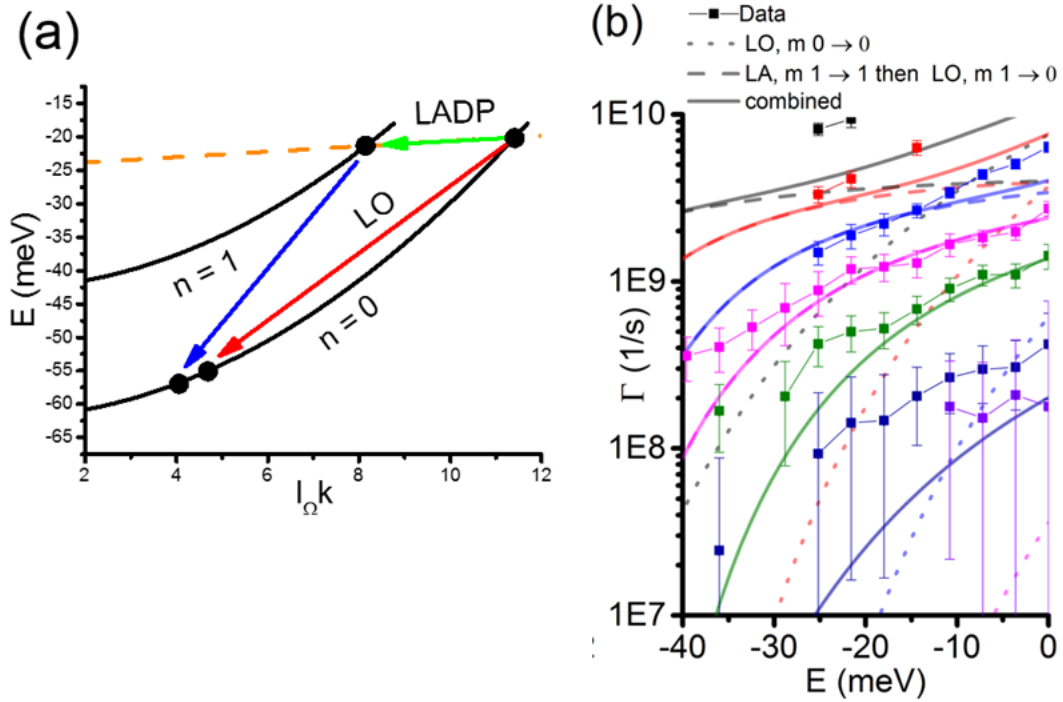 (a)
-15
-20
-25
-30
-35
-40
-45
-50
-55
-60
-65
E (meV)
2
4
6
8
10
12
lΩk
LADP
LO
n = 1
n = 0
(b)
Data
LO, m 0 → 0
LA, m 1 → 1 then LO, m 1 → 0
combined
1E10
1E9
1E8
1E7
Γ (1/s)
-40
-30
-20
-10
0
E (meV)